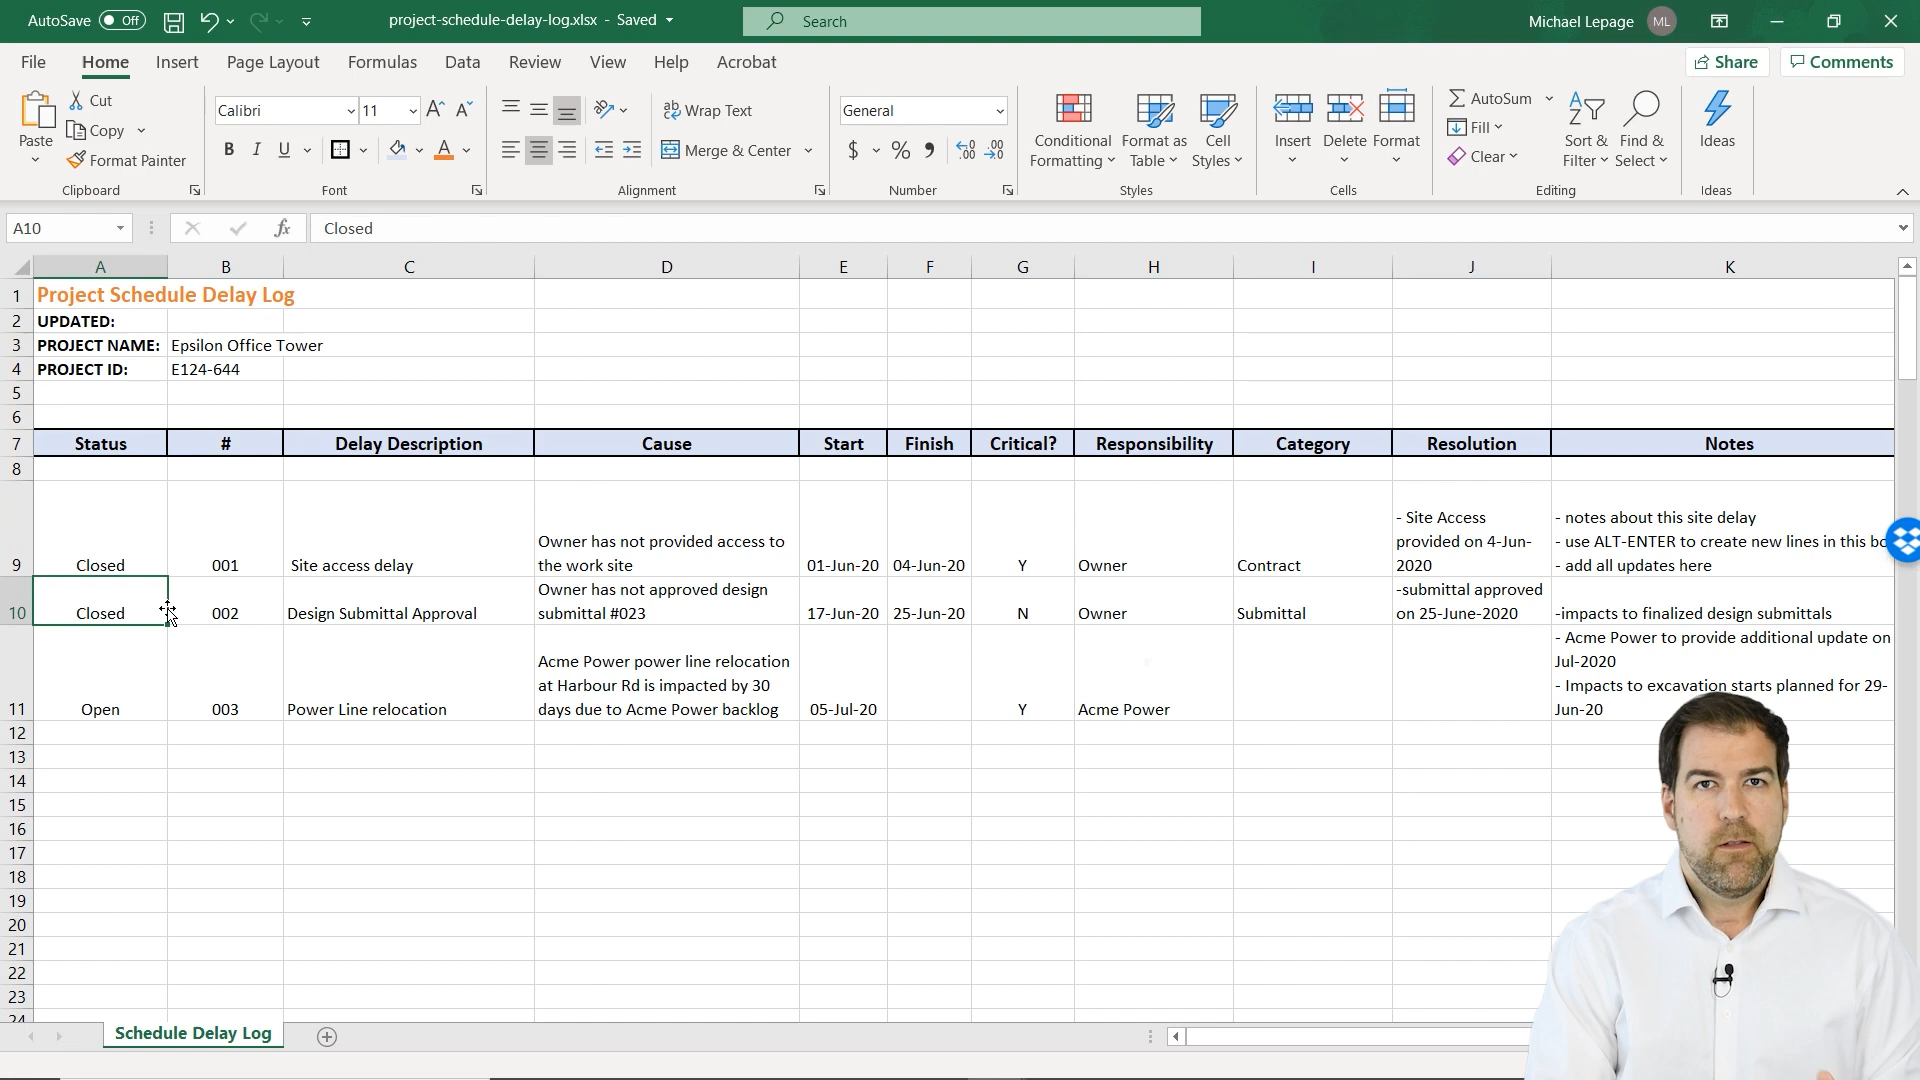 AutoSave Off project-schedule-delay-log.xlsx - Saved Search Michael Lepage ML
File Home Insert Page Layout Formulas Data Review View Help Acrobat Share Comments
Paste
Cut
Copy
Format Painter
Clipboard
Calibri 11
B I U
Font
Wrap Text
Merge & Center
Alignment
General
$ % 9
Number
Conditional Formatting
Format as Table
Cell Styles
Styles
Insert Delete Format
Cells
AutoSum
Fill
Clear
Sort & Filter
Find & Select
Editing
Ideas
Ideas
A10 fx Closed
A B C D E F G H I J K
1 Project Schedule Delay Log
2 UPDATED:
3 PROJECT NAME: Epsilon Office Tower
4 PROJECT ID: E124-644
5
6
7 Status # Delay Description Cause Start Finish Critical? Responsibility Category Resolution Notes
8
9 Closed 001 Site access delay
Owner has not provided access to
the work site
01-Jun-20 04-Jun-20 Y Owner Contract
- Site Access
provided on 4-Jun-
2020
- notes about this site delay
- use ALT-ENTER to create new lines in this bo
- add all updates here
10 Closed 002 Design Submittal Approval
Owner has not approved design
submittal #023
17-Jun-20 25-Jun-20 N Owner Submittal
-submittal approved
on 25-June-2020
-impacts to finalized design submittals
11 Open 003 Power Line relocation
Acme Power power line relocation
at Harbour Rd is impacted by 30
days due to Acme Power backlog
05-Jul-20 Y Acme Power
- Acme Power to provide additional update on
Jul-2020
- Impacts to excavation starts planned for 29-
Jun-20
12
13
14
15
16
17
18
19
20
21
22
23
24
Schedule Delay Log